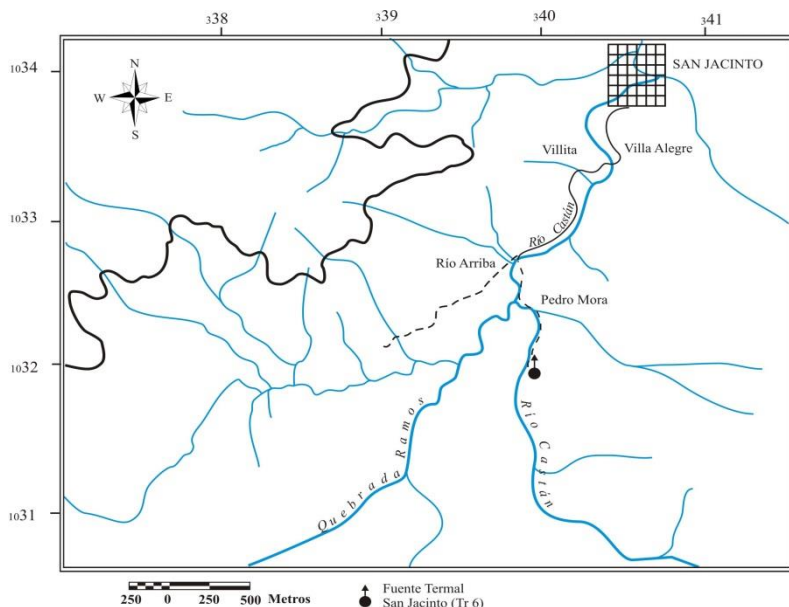 338 339 340 341
1034
N
W E
S
SAN JACINTO
Villita
Villa Alegre
1033
Río Castán
Río Arriba
Pedro Mora
1032
Quebrada Ramos
Río Castán
1031
250 0 250 500 Metros
Fuente Termal
San Jacinto (Tr 6)